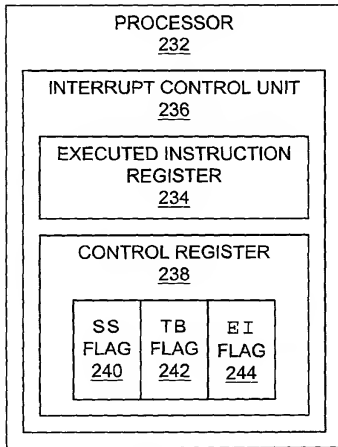 PROCESSOR
232
INTERRUPT CONTROL UNIT
236
EXECUTED INSTRUCTION
REGISTER
234
CONTROL REGISTER
238
SS TB EI
FLAG FLAG FLAG
240 242 244